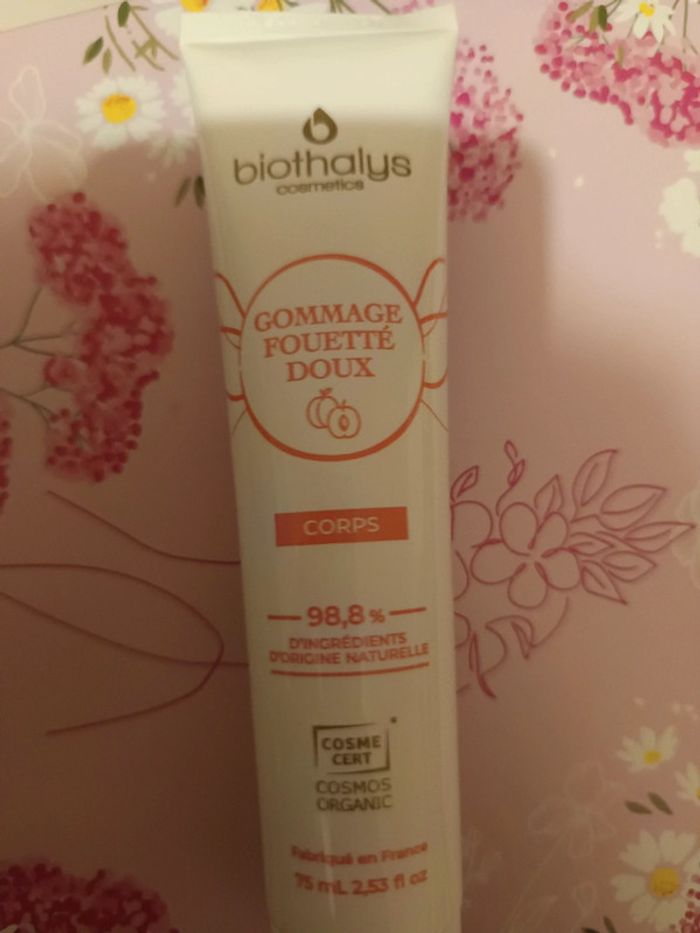 biothalys
cosmetics
GOMMAGE
FOUETTÉ
DOUX
CORPS
98,8 %
D'INGRÉDIENTS
D'ORIGINE NATURELLE
COSME
CERT
COSMOS
ORGANIC
Fabriqué en France
75 mL 2,53 fl oz